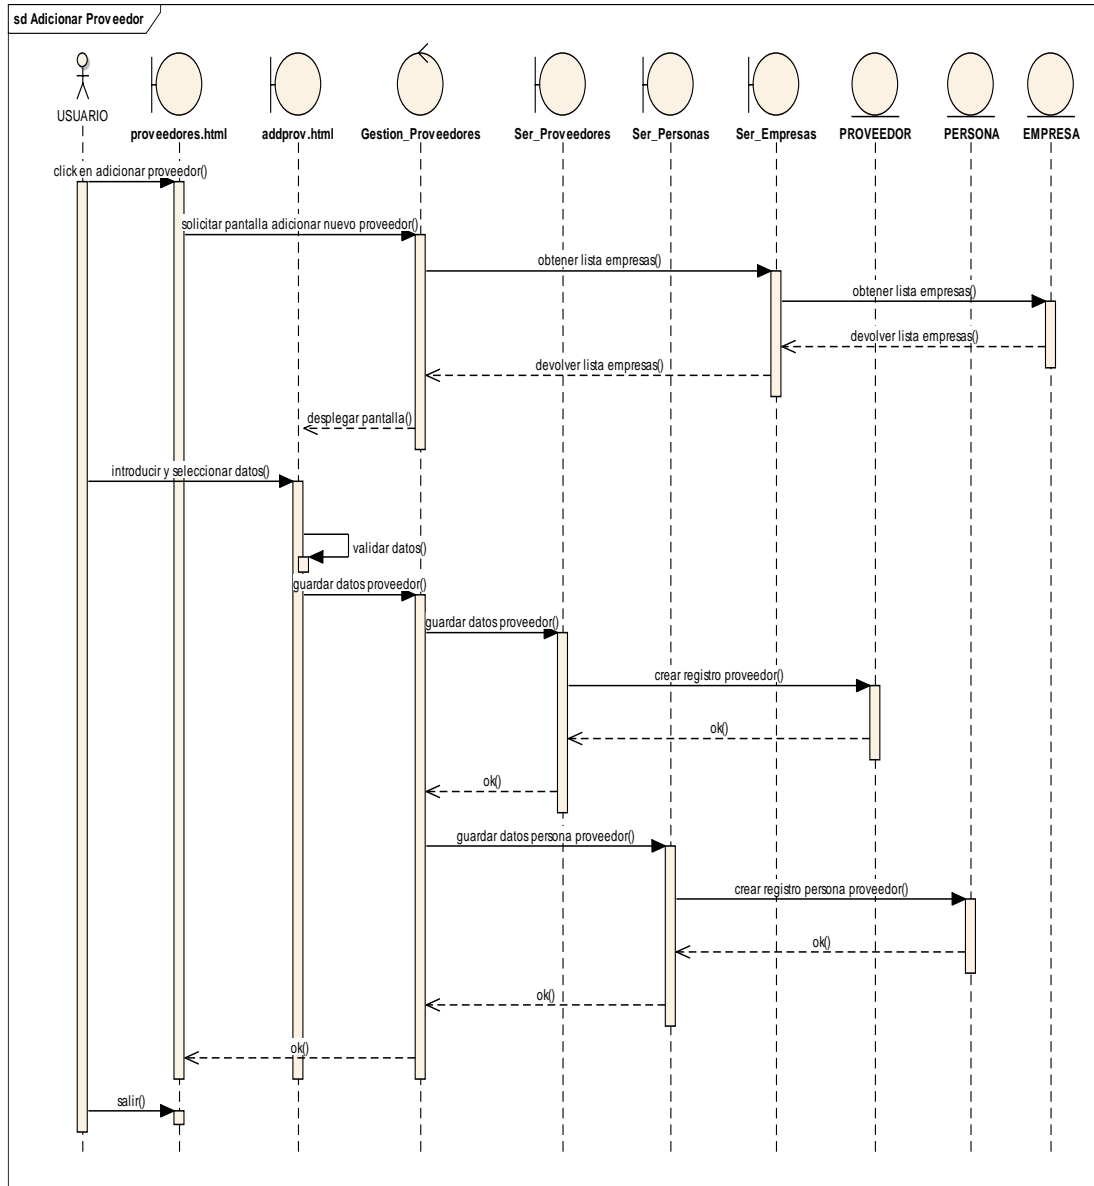 sd Adicionar Proveedor
USUARIO
proveedores.html
addprov.html
Gestion_Proveedores
Ser_Proveedores
Ser_Personas
Ser_Empresas
PROVEEDOR
PERSONA
EMPRESA
click en adicionar proveedor()
solicitar pantalla adicionar nuevo proveedor()
obtener lista empresas()
obtener lista empresas()
devolver lista empresas()
devolver lista empresas()
desplegar pantalla()
introducir y seleccionar datos()
validar datos()
guardar datos proveedor()
guardar datos proveedor()
crear registro proveedor()
ok()
ok()
guardar datos persona proveedor()
crear registro persona proveedor()
ok()
ok()
ok()
salir()